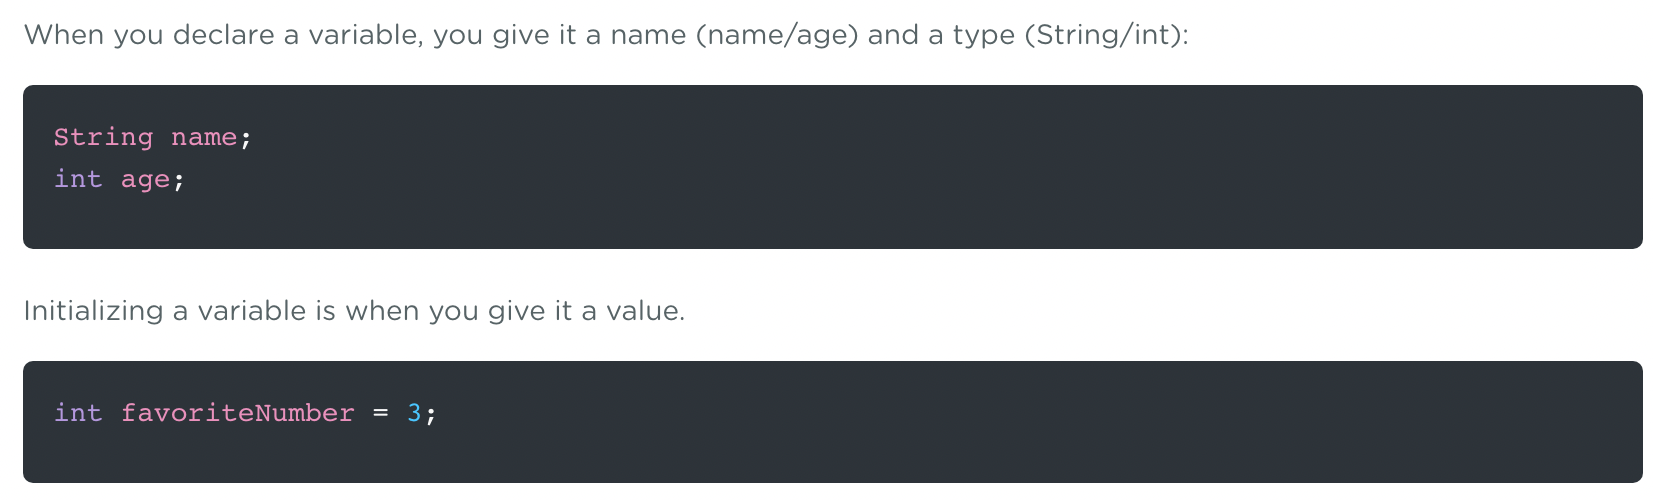 When you declare a variable, you give it a name (name/age) and a type (String/int):
String name;
int age;
Initializing a variable is when you give it a value.
int favoriteNumber = 3;